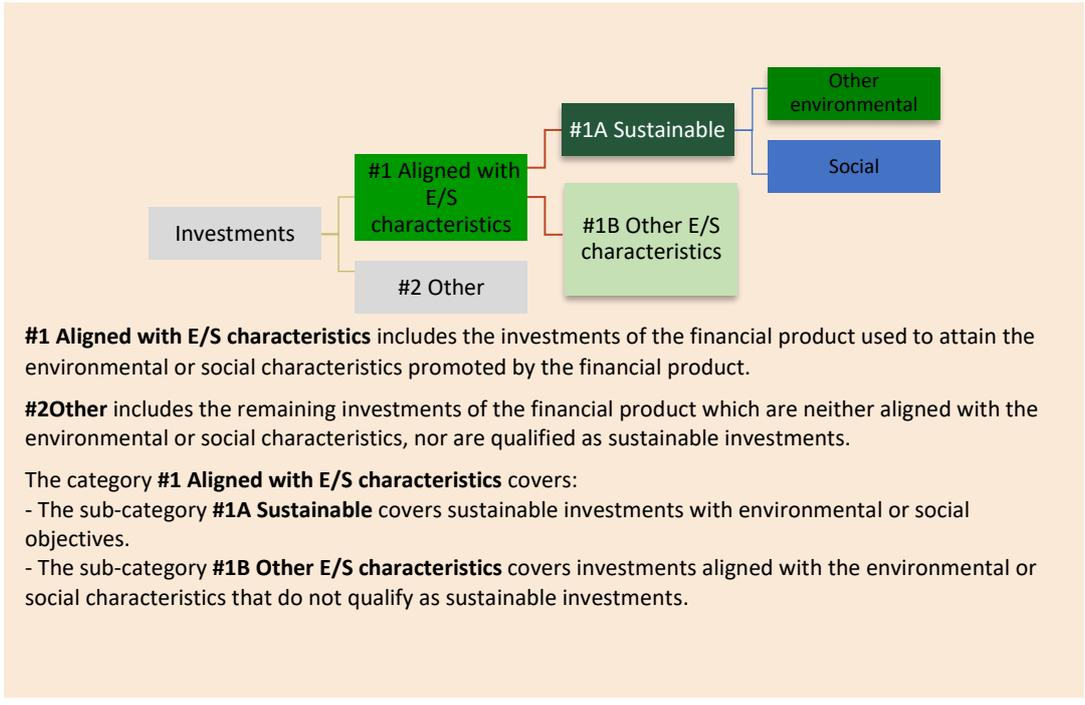 Other
environmental
#1A Sustainable
Social
#1 Aligned with
E/S
characteristics
#1B Other E/S
characteristics
Investments
#2 Other
#1 Aligned with E/S characteristics includes the investments of the financial product used to attain the
environmental or social characteristics promoted by the financial product.
#2Other includes the remaining investments of the financial product which are neither aligned with the
environmental or social characteristics, nor are qualified as sustainable investments.
The category #1 Aligned with E/S characteristics covers:
- The sub-category #1A Sustainable covers sustainable investments with environmental or social
objectives.
- The sub-category #1B Other E/S characteristics covers investments aligned with the environmental or
social characteristics that do not qualify as sustainable investments.